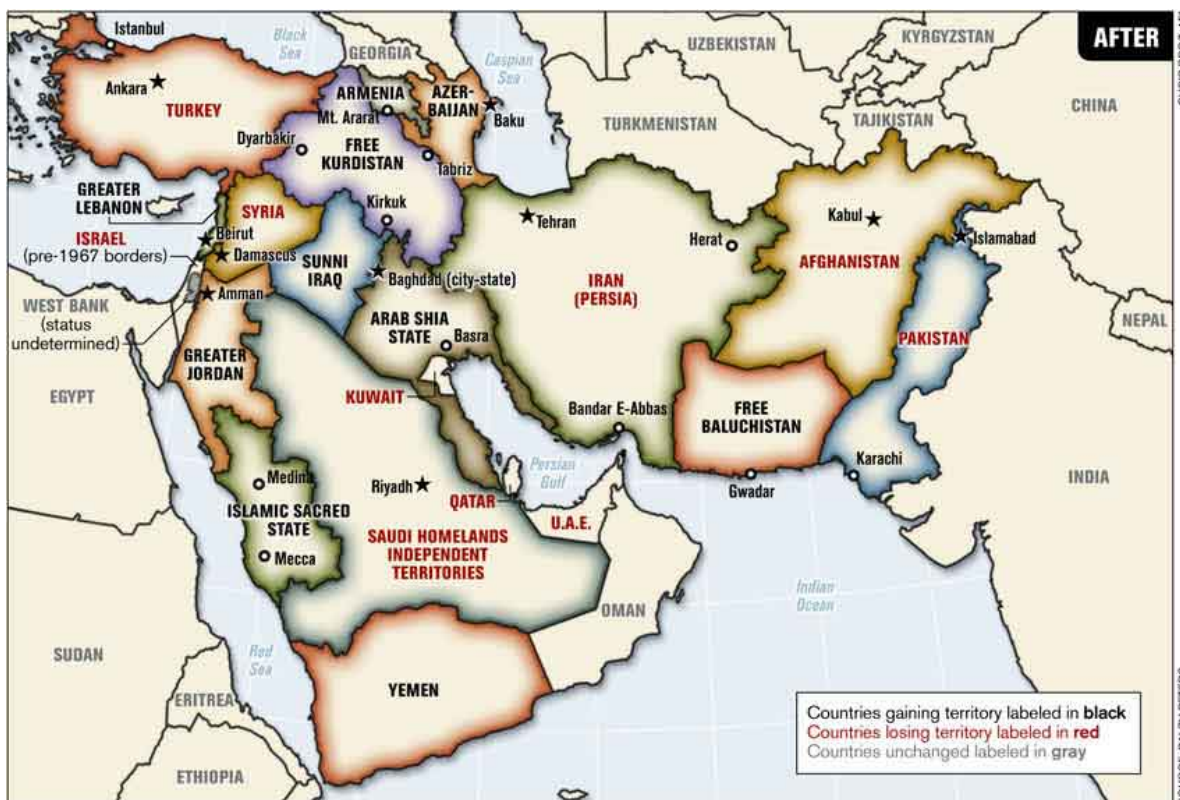 AFTER
Istanbul
Black
Sea
GEORGIA
Caspian
Sea
UZBEKISTAN
KYRGYZSTAN
Ankara
TURKEY
ARMENIA
Mt. Ararat
AZER-
BAIJAN
Baku
TURKMENISTAN
TAJIKISTAN
CHINA
Dyarbakir
FREE
KURDISTAN
Tabriz
GREATER
LEBANON
SYRIA
Kirkuk
Tehran
Herat
Kabul
Islamabad
ISRAEL
(pre-1967 borders)
Beirut
Damascus
SUNNI
IRAQ
Baghdad (city-state)
IRAN
(PERSIA)
AFGHANISTAN
WEST BANK
(status
undetermined)
Amman
ARAB SHIA
STATE
Basra
PAKISTAN
NEPAL
GREATER
JORDAN
EGYPT
KUWAIT
Bandar E-Abbas
FREE
BALUCHISTAN
Karachi
INDIA
Medina
Riyadh
Persian
Gulf
Gwadar
QATAR
U.A.E.
ISLAMIC SACRED
STATE
Mecca
SAUDI HOMELANDS
INDEPENDENT
TERRITORIES
OMAN
Indian
Ocean
SUDAN
Red
Sea
YEMEN
ERITREA
ETHIOPIA
Countries gaining territory labeled in black
Countries losing territory labeled in red
Countries unchanged labeled in gray